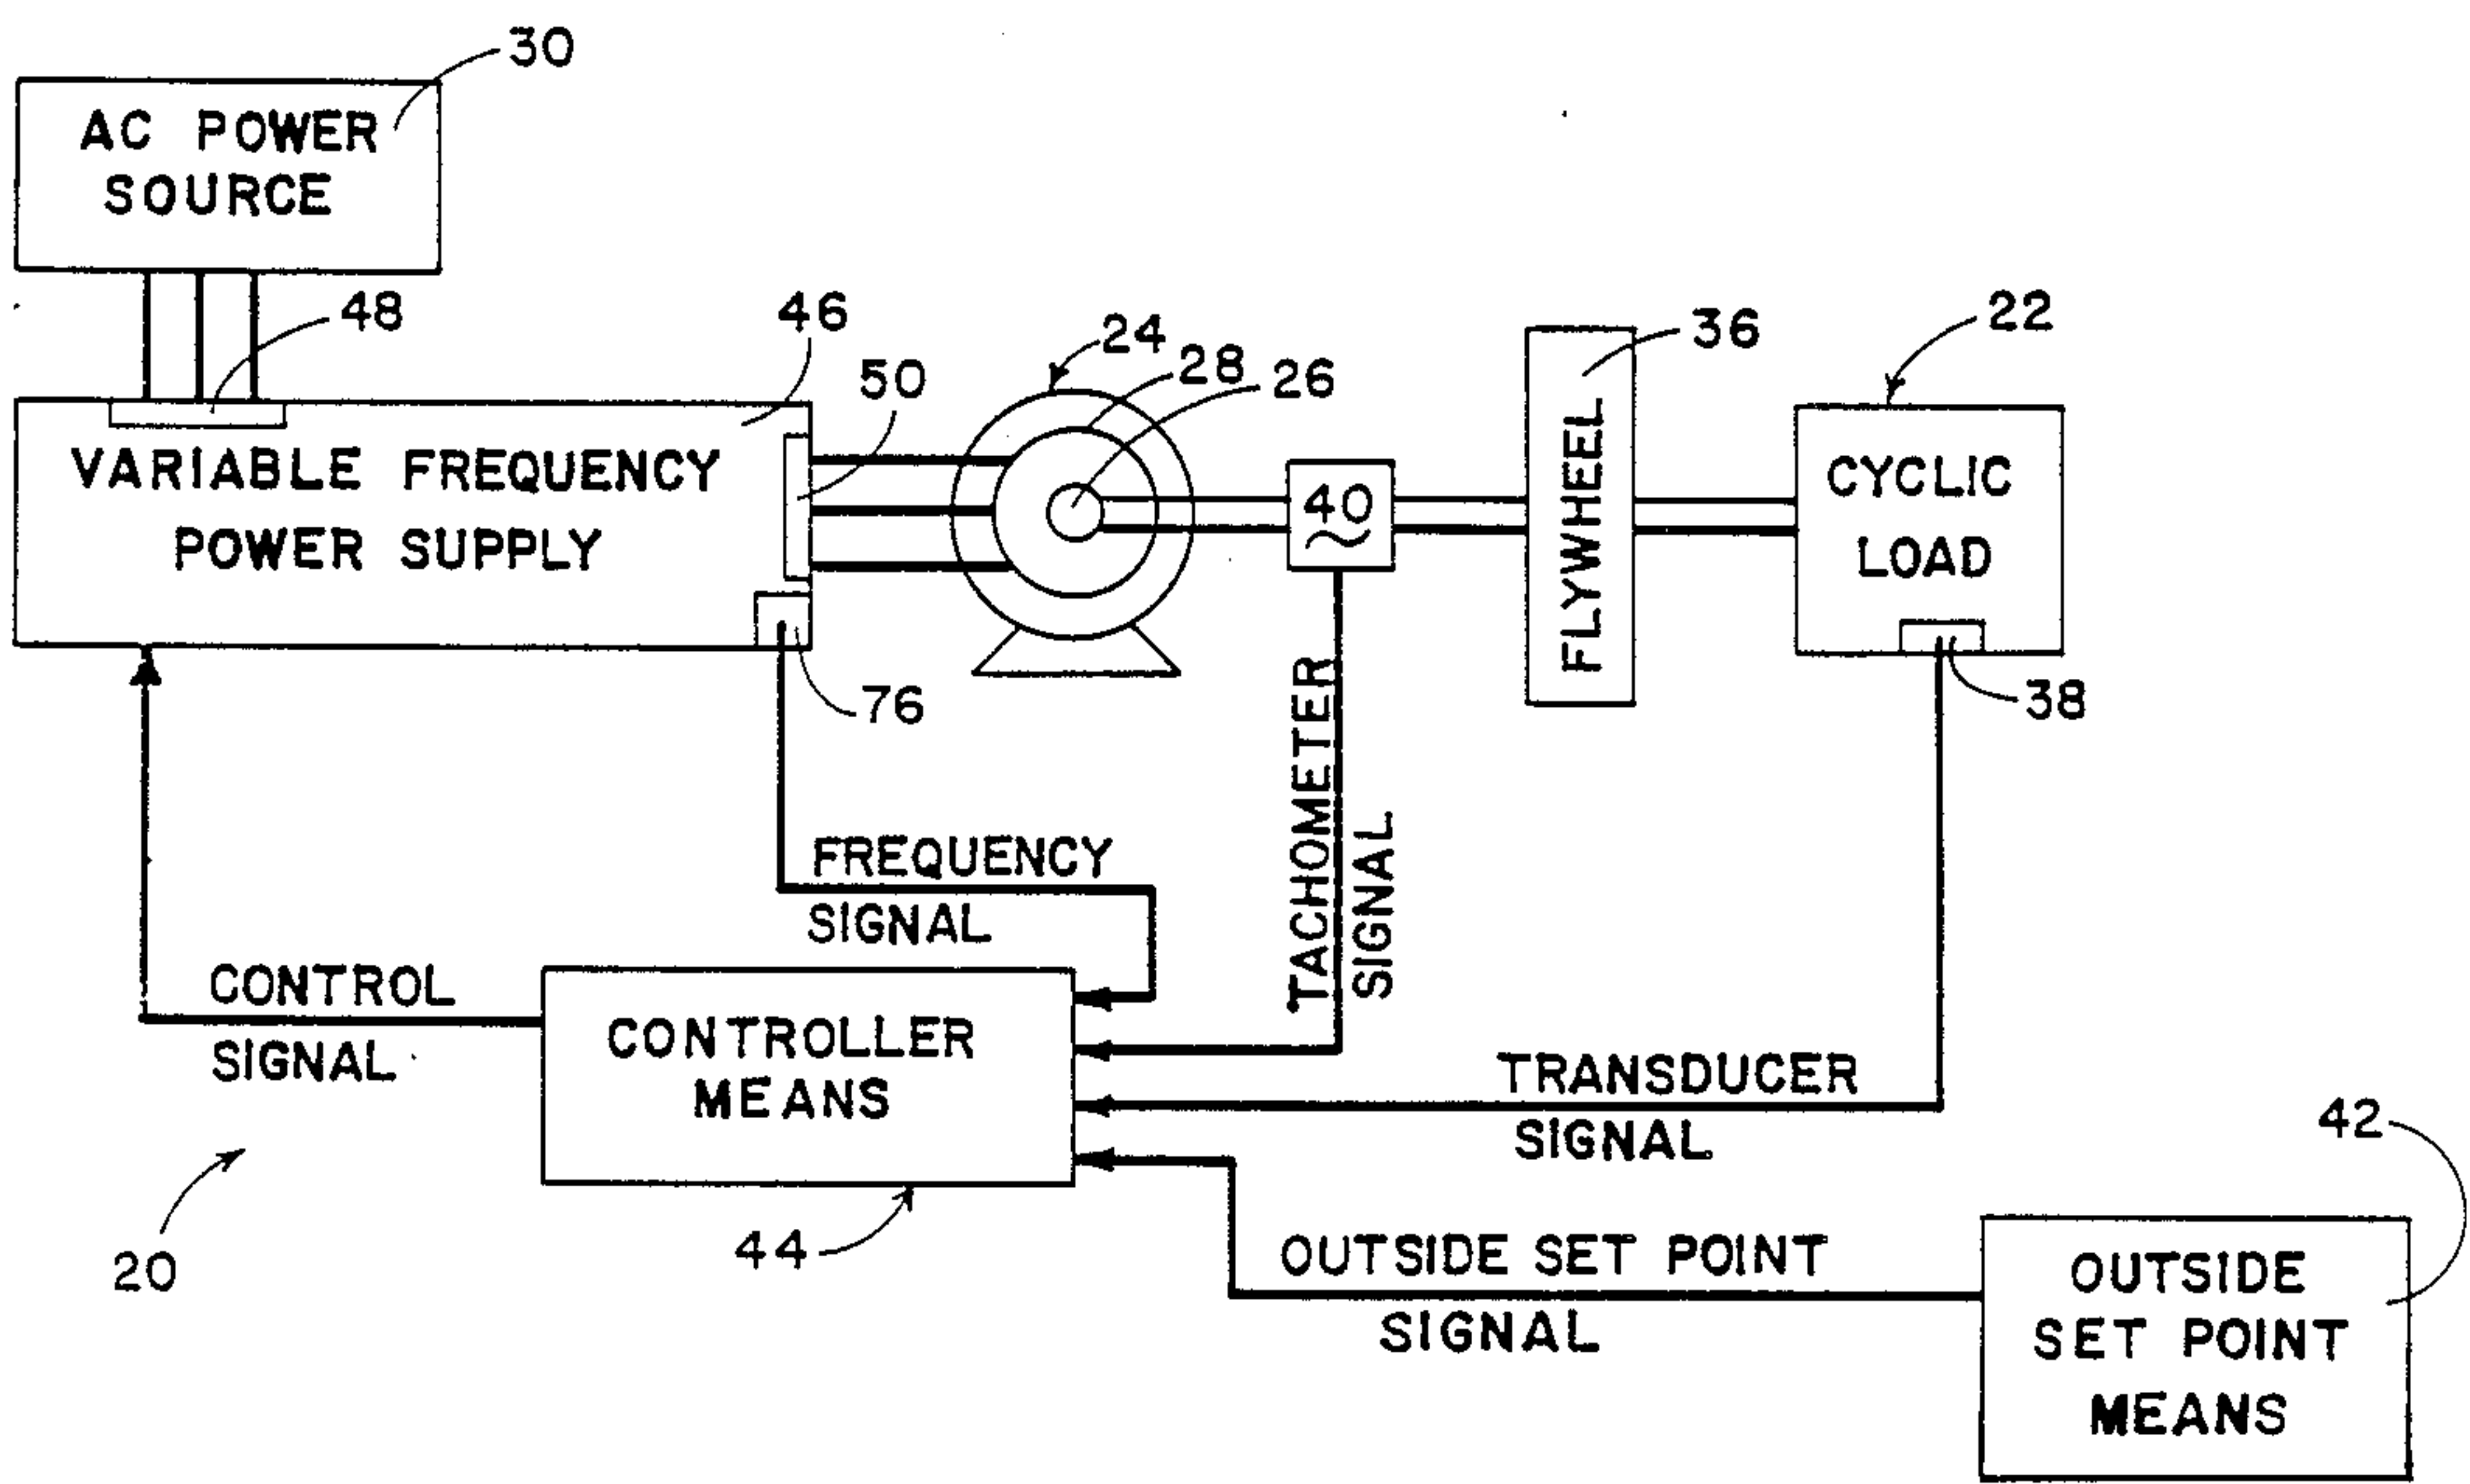 30
AC POWER
SOURCE
48
46
50
24
28
26
36
22
VARIABLE FREQUENCY
POWER SUPPLY
40
FLYWHEEL
CYCLIC
LOAD
76
38
TACHOMETER
SIGNAL
FREQUENCY
SIGNAL
CONTROL
SIGNAL
CONTROLLER
MEANS
TRANSDUCER
SIGNAL
42
20
44
OUTSIDE SET POINT
SIGNAL
OUTSIDE
SET POINT
MEANS